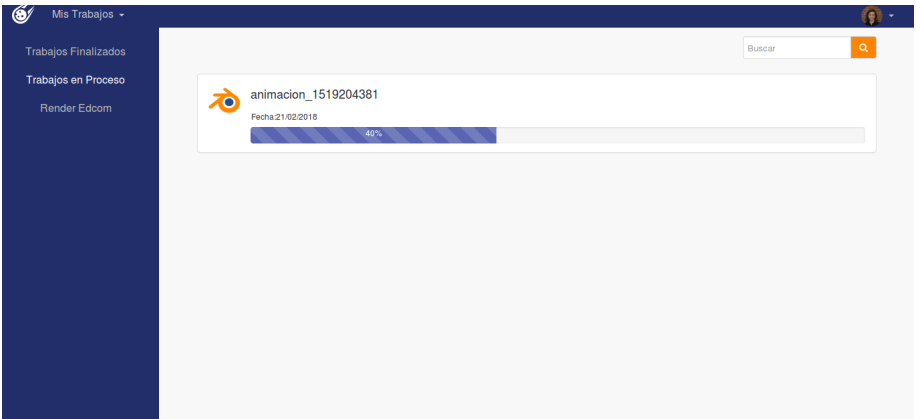 Mis Trabajos
Trabajos Finalizados
Trabajos en Proceso
Render Edcom
Buscar
animacion_1519204381
Fecha:21/02/2018
40%